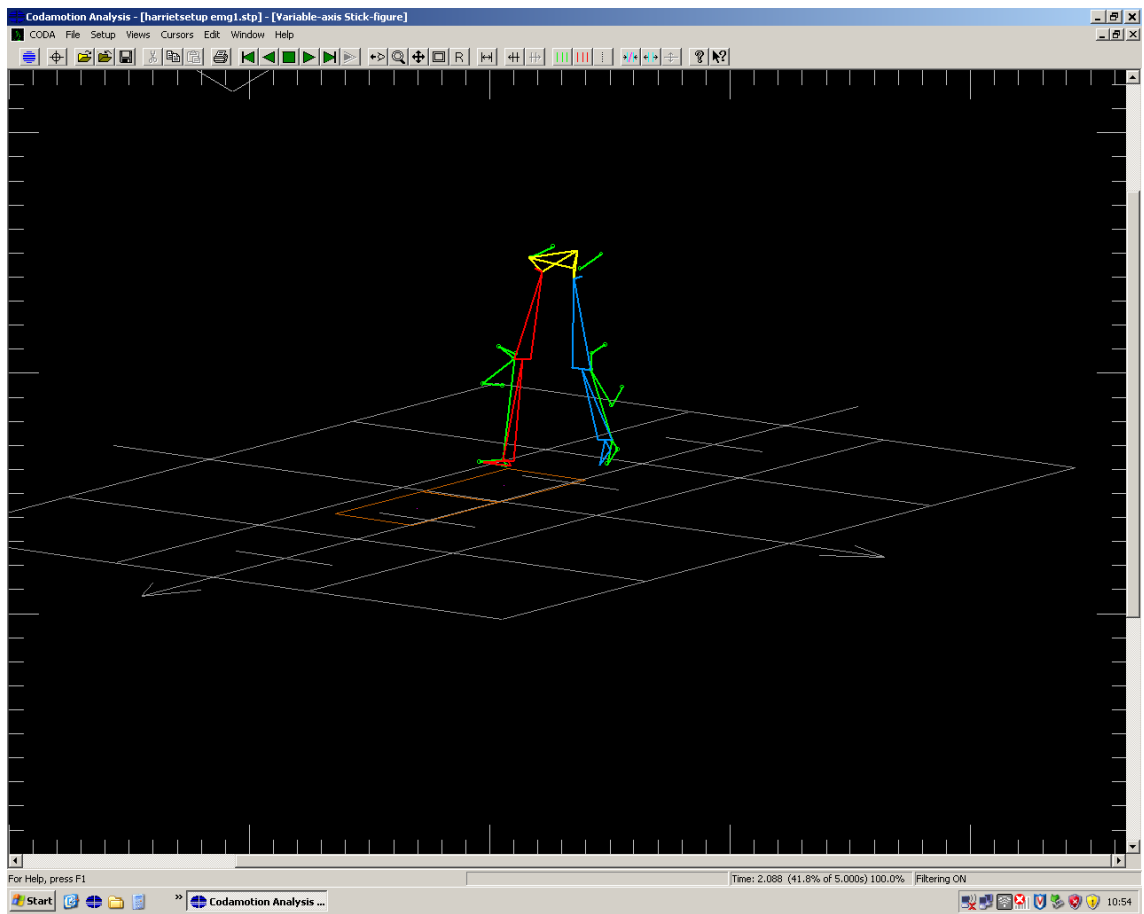 Codamotion Analysis - [harrietsetup emg1.stp] - [Variable-axis Stick-figure]
CODA File Setup Views Cursors Edit Window Help
R
For Help, press F1
Time: 2.088 (41.8% of 5.000s) 100.0% Filtering ON
Start » Codamotion Analysis ... 10:54